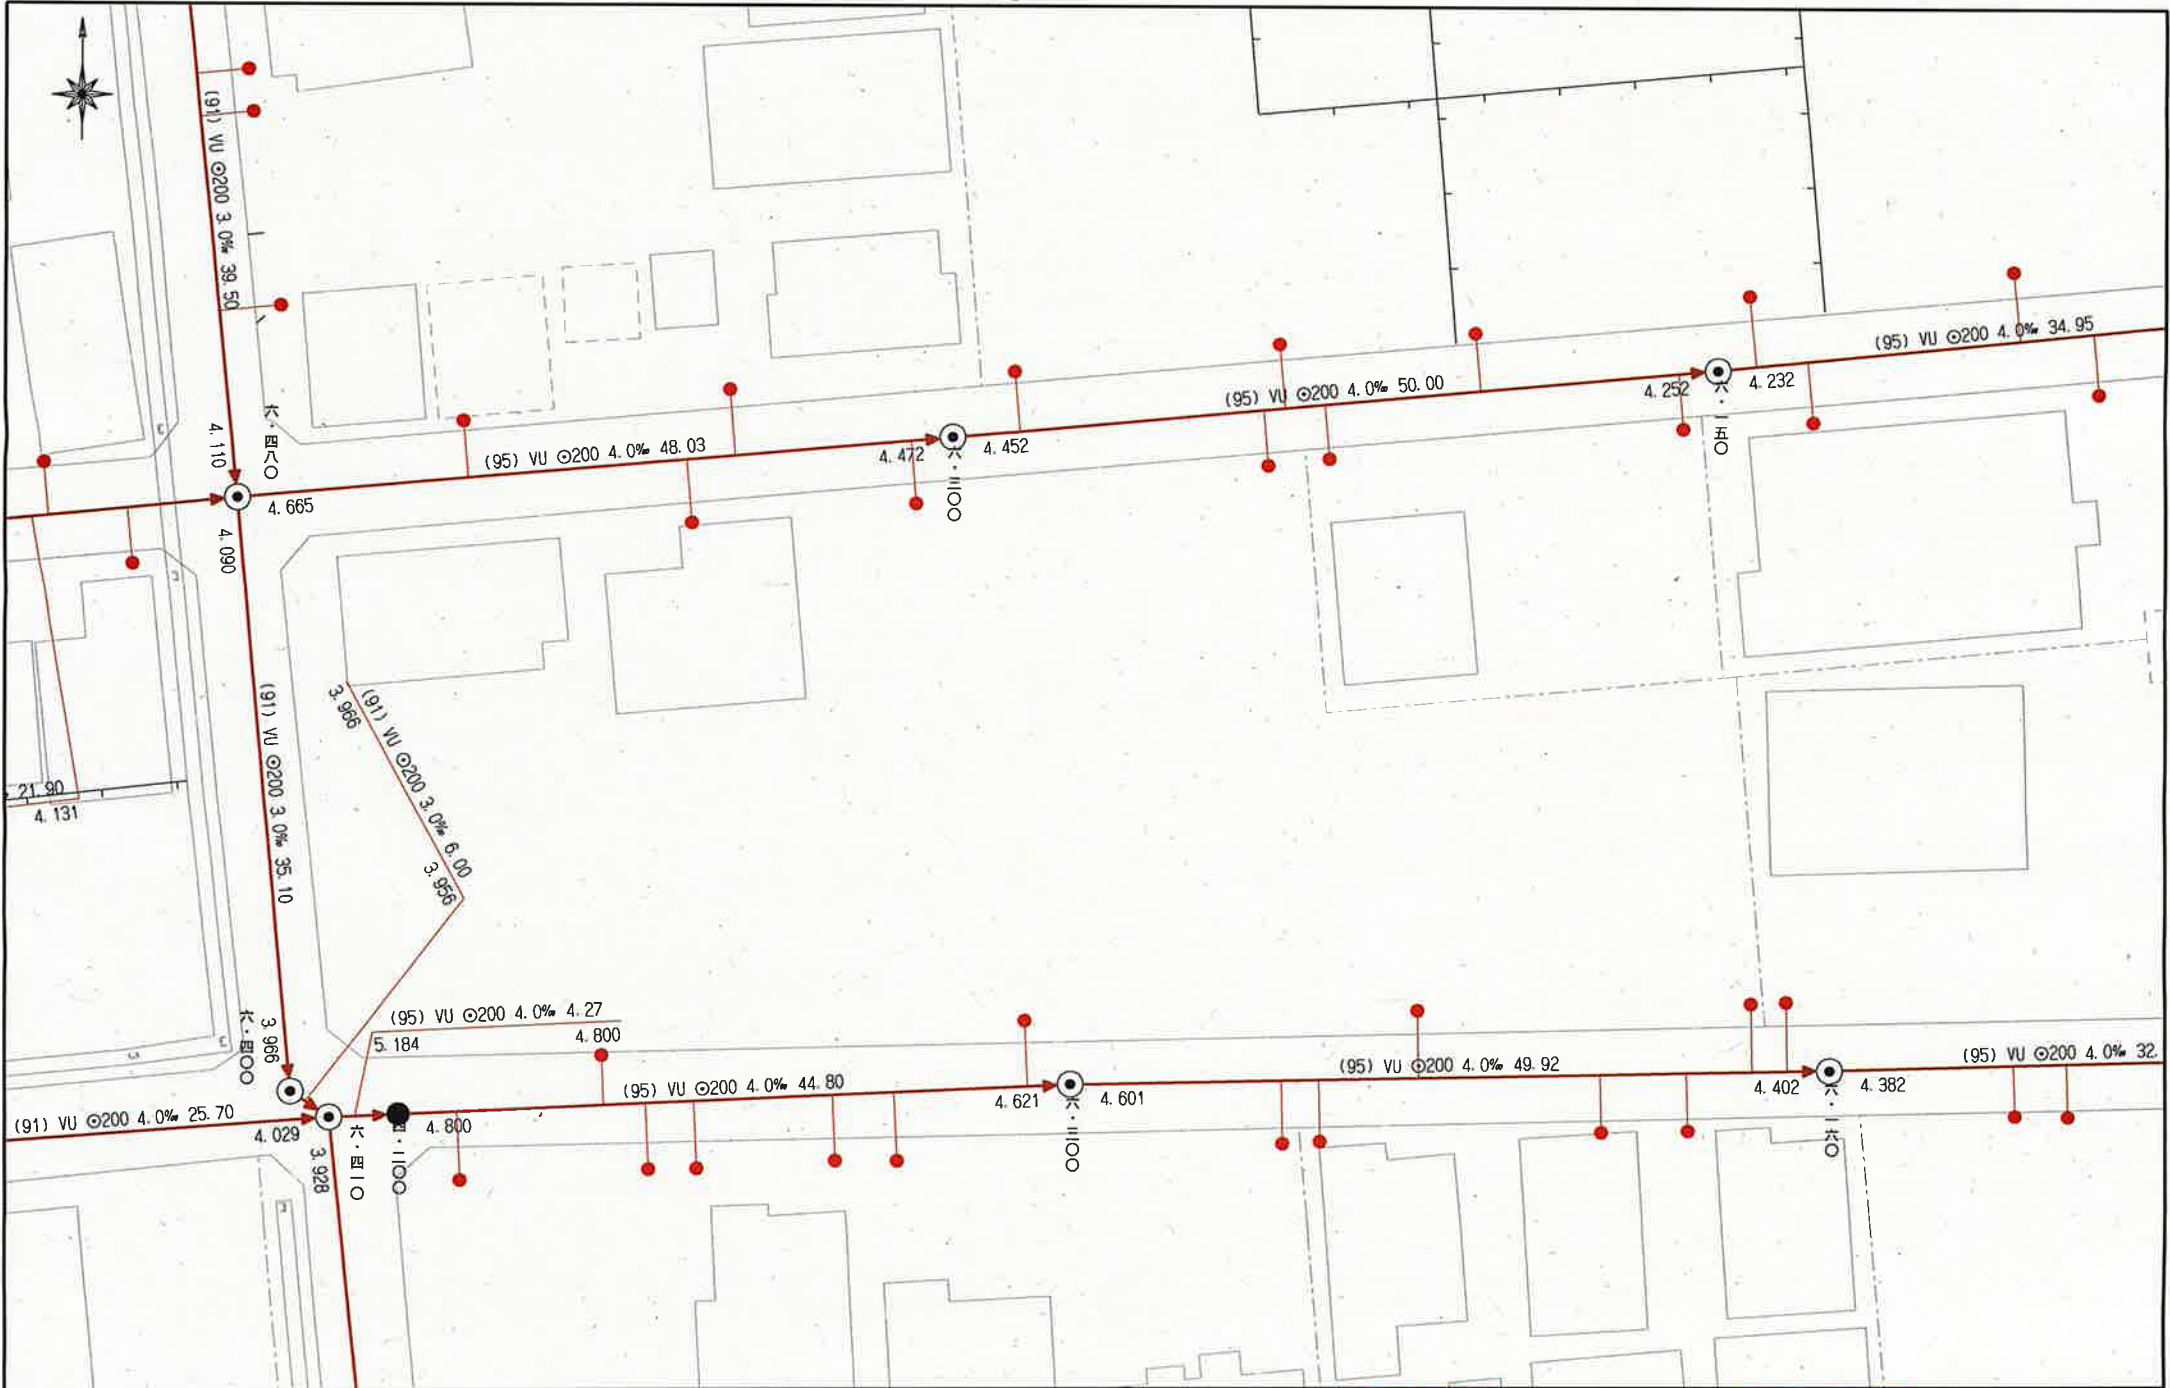 (91) VU ⊙200 3.0‰ 39.50
4.110
六・四八〇
4.665
4.090
(95) VU ⊙200 4.0‰ 48.03
4.472
4.452
六・三〇〇
(95) VU ⊙200 4.0‰ 50.00
4.252
4.232
六・一五〇
(95) VU ⊙200 4.0‰ 34.95
(91) VU ⊙200 3.0‰ 35.10
3.966
(91) VU ⊙200 3.0‰ 6.00
3.956
21.90
4.131
3.966
六・四〇〇
(95) VU ⊙200 4.0‰ 4.27
5.184
4.800
(91) VU ⊙200 4.0‰ 25.70
4.029
3.928
六・四一〇
4.800
(95) VU ⊙200 4.0‰ 44.80
4.621
4.601
(95) VU ⊙200 4.0‰ 49.92
4.402
4.382
六・一六〇
(95) VU ⊙200 4.0‰ 32.